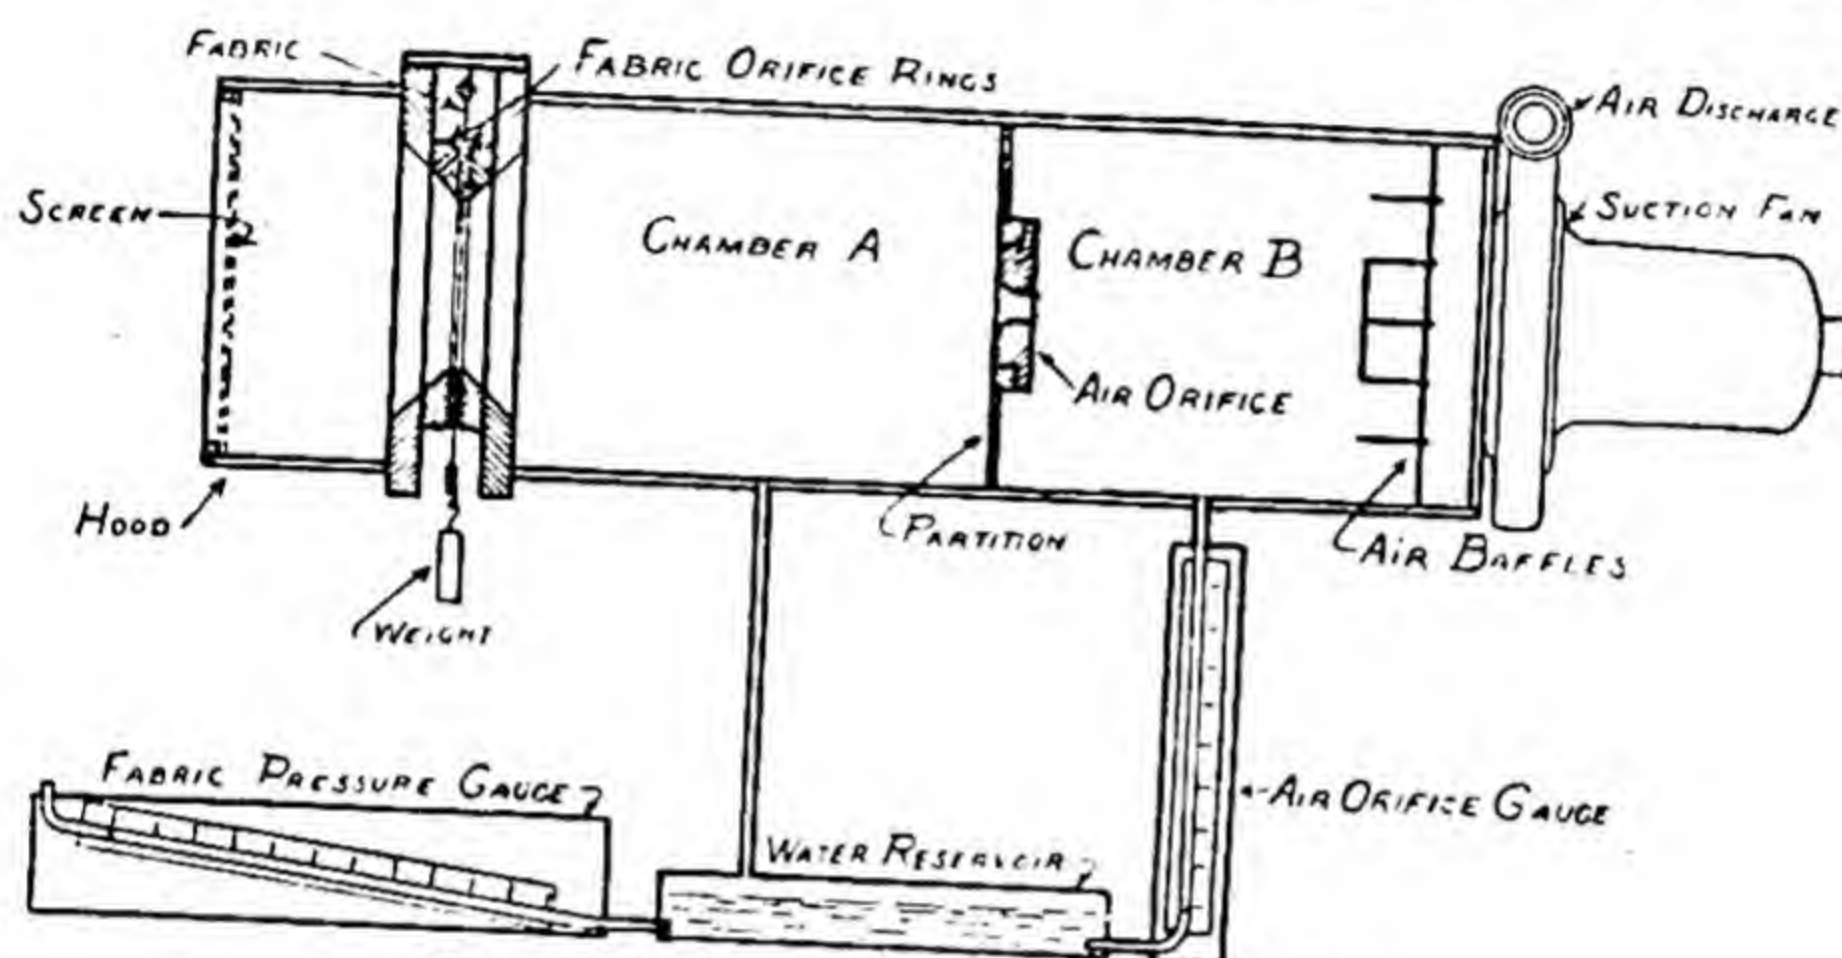 FABRIC
FABRIC ORIFICE RINGS
AIR DISCHARGE
SCREEN
CHAMBER A
CHAMBER B
SUCTION FAN
AIR ORIFICE
HOOD
PARTITION
AIR BAFFLES
WEIGHT
FABRIC PRESSURE GAUGE
AIR ORIFICE GAUGE
WATER RESERVOIR